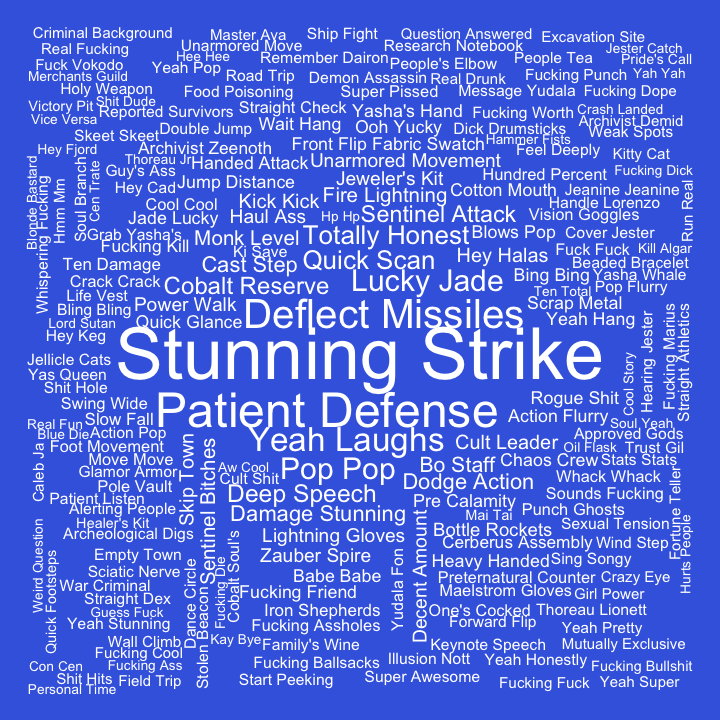 Criminal Background
Master Ava
Ship Fight
Question Answered
Excavation Site
Real Fucking
Unarmored Move
Research Notebook
Jester Catch
Hee Hee
Remember Dairon
People's Elbow
People Tea
Pride's Call
Fuck Vokodo
Yeah Pop
Road Trip
Demon Assassin
Real Drunk
Fucking Punch
Yah Yah
Merchants Guild
Holy Weapon
Food Poisoning
Super Pissed
Message Yudala
Fucking Dope
Shit Dude
Victory Pit
Reported Survivors
Straight Check
Yasha's Hand
Fucking Worth
Crash Landed
Vice Versa
Double Jump
Wait Hang
Ooh Yucky
Dick Drumsticks
Archivist Demid
Skeet Skeet
Hammer Fists
Weak Spots
Hey Fjord
Archivist Zeenoth
Front Flip Fabric Swatch
Feel Deeply
Kitty Cat
Thoreau Jr
Handed Attack
Unarmored Movement
Hundred Percent
Fucking Dick
Blonde Bastard
Whispering Fucking
Hmm Mm
Soul Branch
Cen Trate
Guy's Ass
Hey Cad
Jump Distance
Jeweler's Kit
Cotton Mouth
Jeanine Jeanine
Kick Kick
Fire Lightning
Handle Lorenzo
Run Real
Cool Cool
Jade Lucky
Haul Ass
Hp Hp
Sentinel Attack
Vision Goggles
Grab Yasha's
Monk Level
Totally Honest
Blows Pop
Cover Jester
Fucking Kill
Ki Save
Fuck Fuck
Kill Algar
Ten Damage
Cast Step
Quick Scan
Hey Halas
Beaded Bracelet
Crack Crack
Cobalt Reserve
Lucky Jade
Bing Bing
Yasha Whale
Life Vest
Ten Total
Pop Flurry
Bling Bling
Power Walk
Deflect Missiles
Scrap Metal
Lord Sutan
Quick Glance
Yeah Hang
Hey Keg
Hearing Jester
Fucking Marius
Straight Athletics
Stunning Strike
Jellicle Cats
Cool Story
Yas Queen
Shit Hole
Patient Defense
Rogue Shit
Swing Wide
Action Flurry
Slow Fall
Soul Yeah
Real Fun
Blue Die
Action Pop
Yeah Laughs
Cult Leader
Approved Gods
Foot Movement
Oil Flask
Trust Gil
Caleb Ja
Move Move
Skip Town
Sentinel Bitches
Aw Cool
Pop Pop
Bo Staff
Chaos Crew
Stats Stats
Glamor Armor
Cult Shit
Dodge Action
Whack Whack
Pole Vault
Deep Speech
Sounds Fucking
Fortune Teller
Patient Listen
Pre Calamity
Punch Ghosts
Alerting People
Damage Stunning
Mai Tai
Healer's Kit
Bottle Rockets
Sexual Tension
Archeological Digs
Lightning Gloves
Decent Amount
Cerberus Assembly
Wind Step
Hurts People
Weird Question
Quick Footsteps
Empty Town
Dance Circle
Stolen Beacon
Fucking Die
Cobalt Soul's
Zauber Spire
Yudala Fon
Heavy Handed
Sing Songy
Sciatic Nerve
Babe Babe
Preternatural Counter
Crazy Eye
War Criminal
Fucking Friend
Maelstrom Gloves
Girl Power
Straight Dex
Iron Shepherds
One's Cocked
Thoreau Lionett
Guess Fuck
Fucking Assholes
Forward Flip
Yeah Pretty
Yeah Stunning
Wall Climb
Kay Bye
Family's Wine
Keynote Speech
Mutually Exclusive
Fucking Cool
Fucking Ballsacks
Illusion Nott
Yeah Honestly
Con Cen
Fucking Ass
Fucking Bullshit
Shit Hits
Field Trip
Start Peeking
Super Awesome
Fucking Fuck
Yeah Super
Personal Time